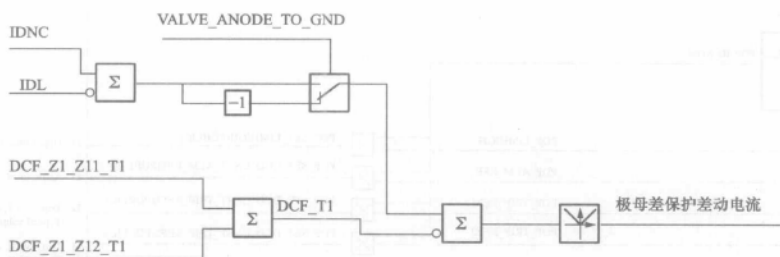 VALVE_ANODE_TO_GND
IDNC
Σ
IDL
−1
DCF_Z1_Z11_T1
DCF_T1
Σ
Σ
极母差保护差动电流
DCF_Z1_Z12_T1